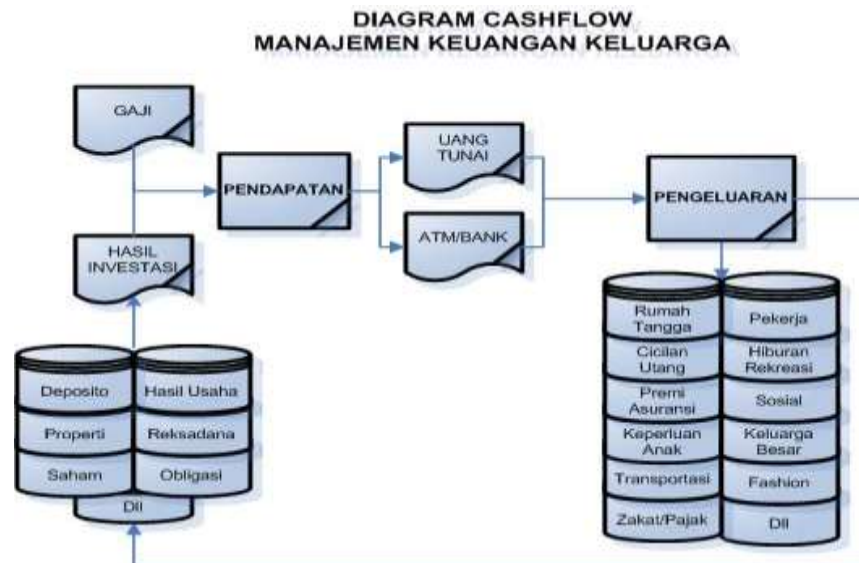 DIAGRAM CASHFLOW
MANAJEMEN KEUANGAN KELUARGA
GAJI
PENDAPATAN
UANG
TUNAI
ATM/BANK
PENGELUARAN
HASIL
INVESTASI
Deposito
Hasil Usaha
Properti
Reksadana
Saham
Obligasi
Dll
Rumah
Tangga
Pekerja
Cicilan
Utang
Hiburan
Rekreasi
Premi
Asuransi
Sosial
Keperluan
Anak
Keluarga
Besar
Transportasi
Fashion
Zakat/Pajak
Dll